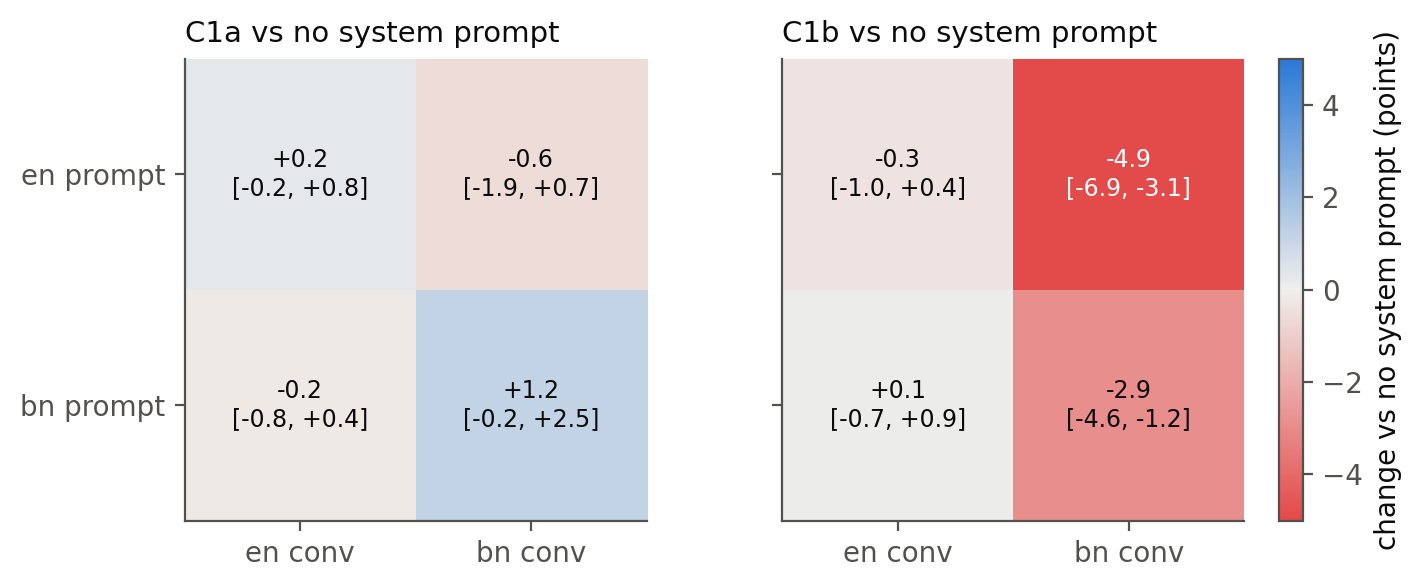 C1a vs no system prompt
C1b vs no system prompt
en prompt
bn prompt
+0.2
[-0.2, +0.8]
-0.6
[-1.9, +0.7]
-0.2
[-0.8, +0.4]
+1.2
[-0.2, +2.5]
en conv
bn conv
-0.3
[-1.0, +0.4]
-4.9
[-6.9, -3.1]
+0.1
[-0.7, +0.9]
-2.9
[-4.6, -1.2]
en conv
bn conv
4
2
0
−2
−4
change vs no system prompt (points)